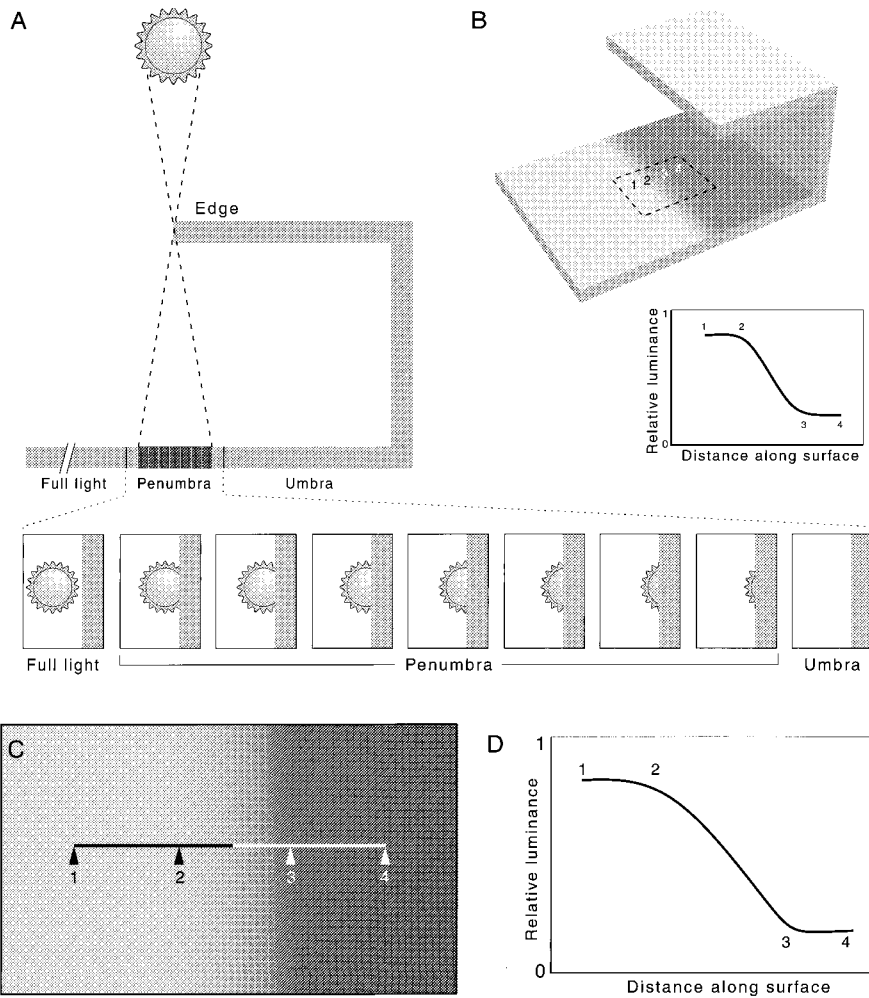 A
B
Edge
1 2 3 4
1
Relative luminance
0
1 2
3 4
Distance along surface
Full light Penumbra Umbra
Full light Penumbra Umbra
C
1 2 3 4
D
1
Relative luminance
0
1 2
3 4
Distance along surface